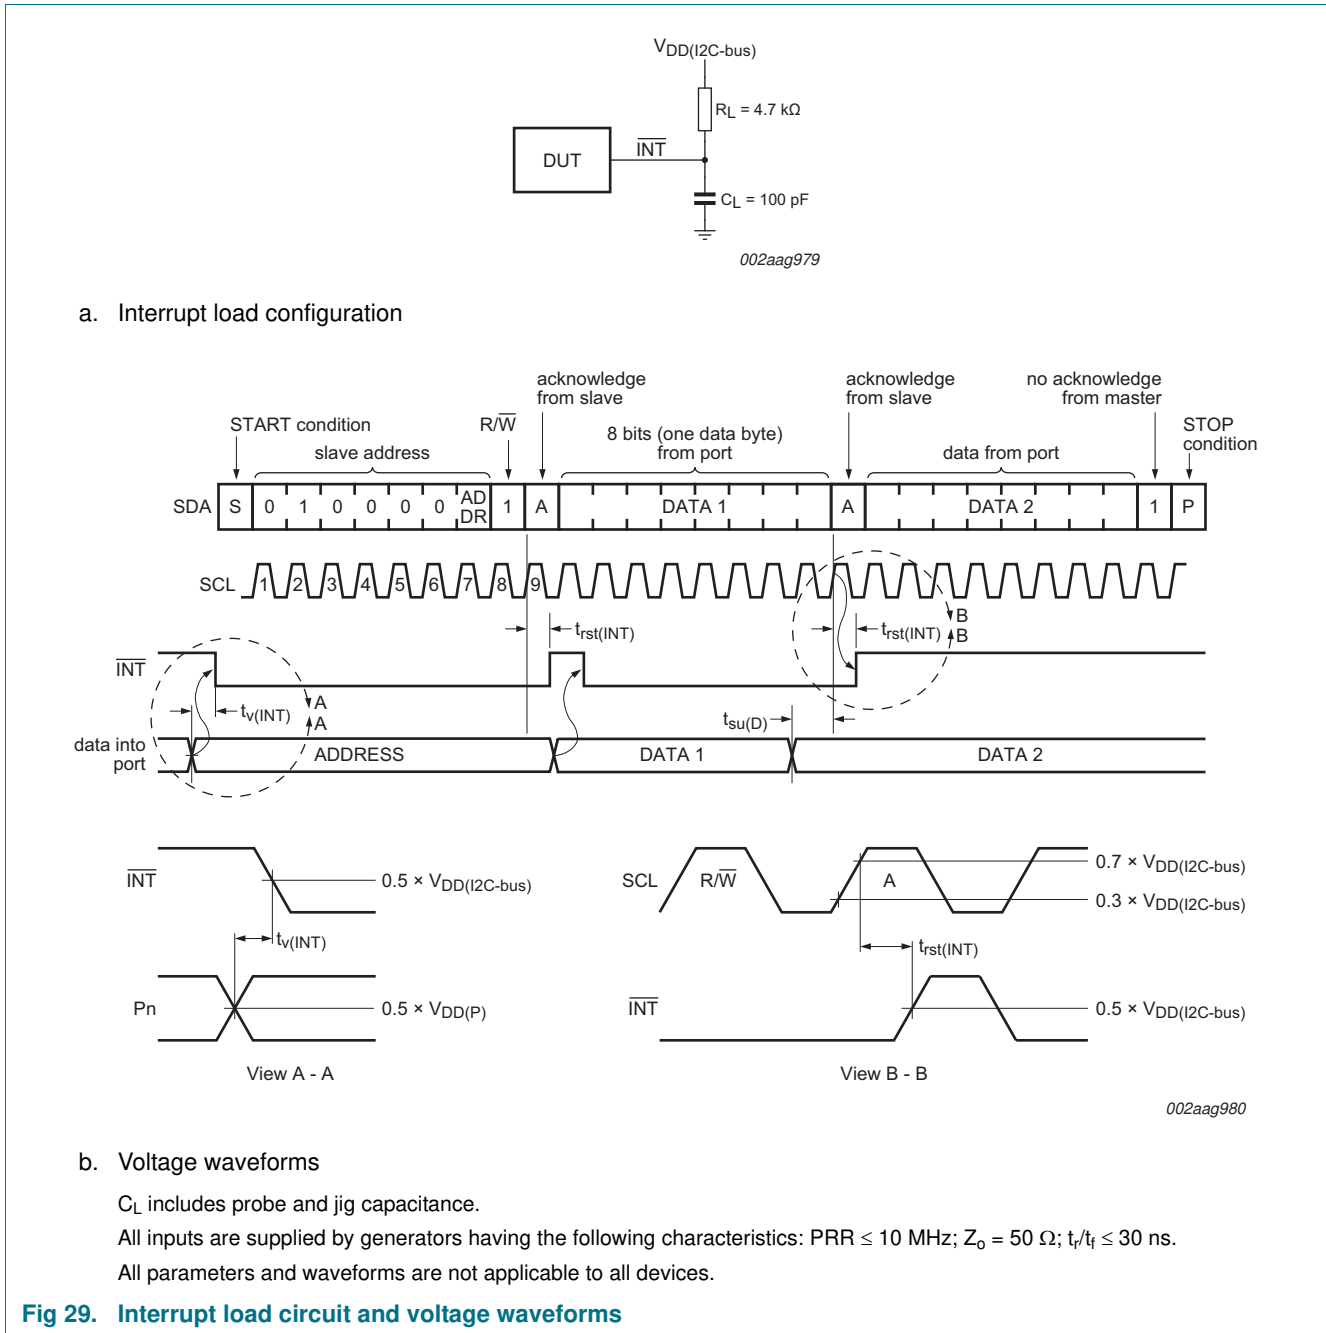 VDD(I2C-bus)
RL = 4.7 kΩ
DUT
INT
CL = 100 pF
002aag979
a. Interrupt load configuration
acknowledge
from slave
acknowledge
from slave
no acknowledge
from master
START condition
R/W
8 bits (one data byte)
from port
STOP
condition
slave address
data from port
SDA S 0 1 0 0 0 0 AD
DR 1 A DATA 1 A DATA 2 1 P
SCL 1 2 3 4 5 6 7 8 9
B
B
trst(INT)
trst(INT)
INT
A
A
tv(INT)
tsu(D)
data into
port
ADDRESS DATA 1 DATA 2
INT
0.5 × VDD(I2C-bus)
tv(INT)
Pn
0.5 × VDD(P)
View A - A
SCL R/W A
0.7 × VDD(I2C-bus)
0.3 × VDD(I2C-bus)
trst(INT)
INT
0.5 × VDD(I2C-bus)
View B - B
002aag980
b. Voltage waveforms
CL includes probe and jig capacitance.
All inputs are supplied by generators having the following characteristics: PRR ≤ 10 MHz; Zo = 50 Ω; tr/tf ≤ 30 ns.
All parameters and waveforms are not applicable to all devices.
Fig 29. Interrupt load circuit and voltage waveforms